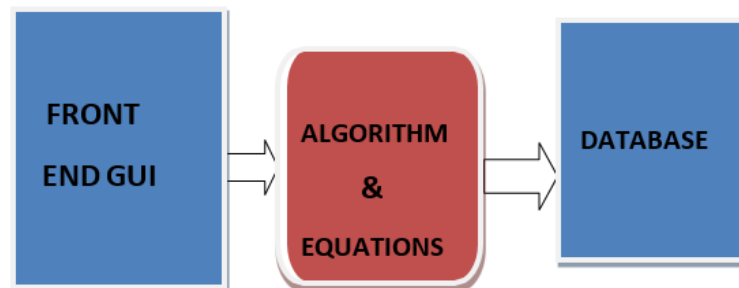 FRONT
END GUI
ALGORITHM
&
EQUATIONS
DATABASE